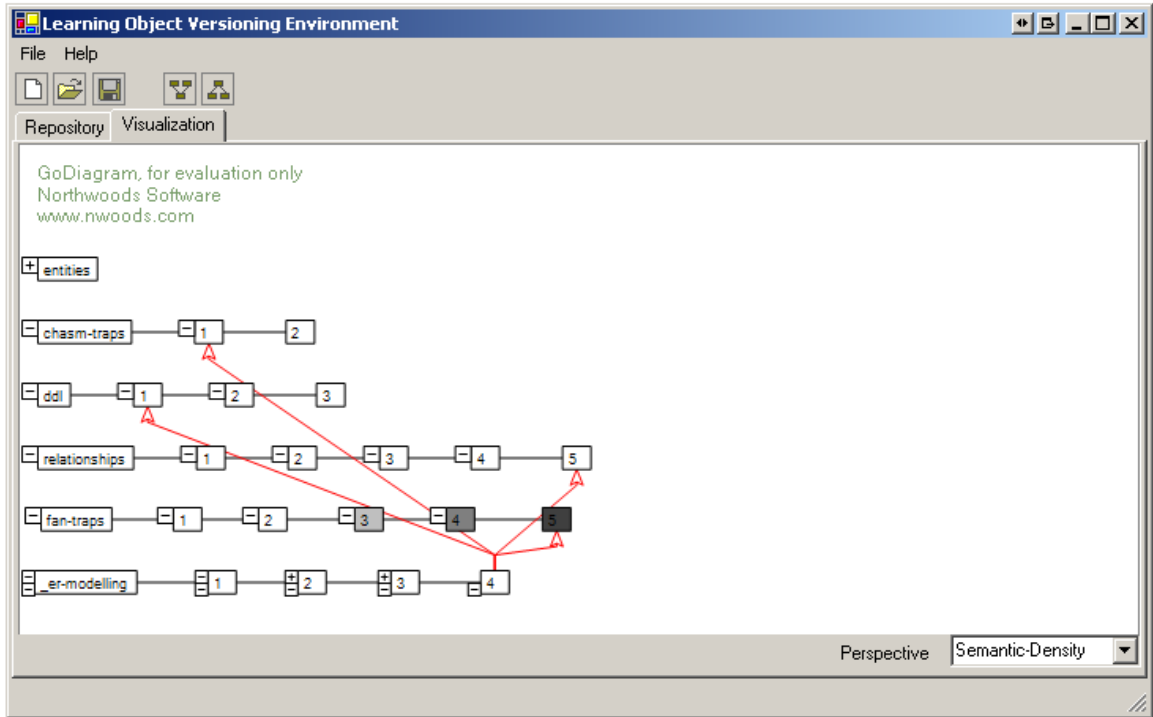 Learning Object Versioning Environment
File Help
Repository Visualization
GoDiagram, for evaluation only
Northwoods Software
www.nwoods.com
entities
chasm-traps 1 2
ddl 1 2 3
relationships 1 2 3 4 5
fan-traps 1 2 3 4 5
_er-modelling 1 2 3 4
Perspective Semantic-Density